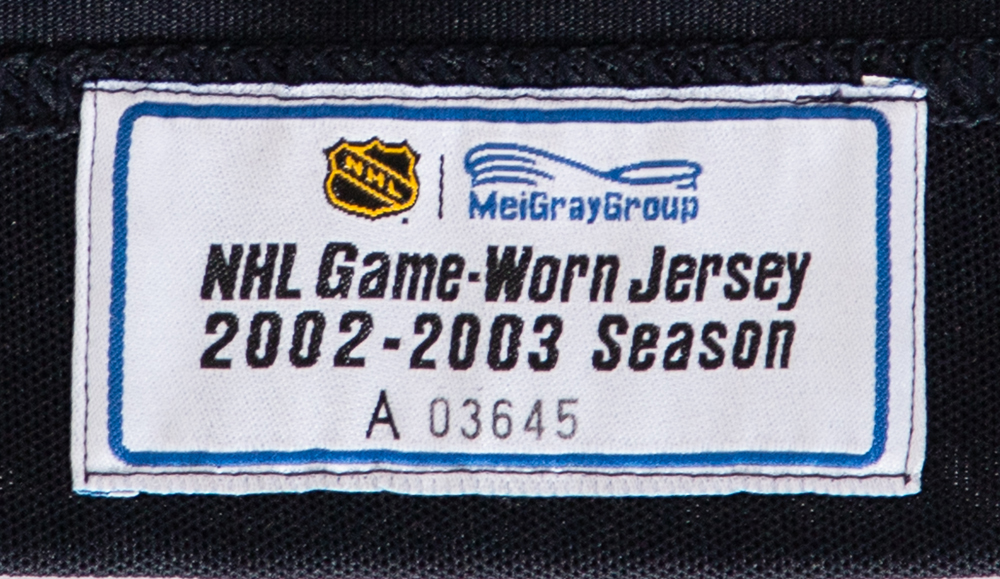 NHL
MeiGrayGroup
NHL Game-Worn Jersey
2002-2003 Season
A 03645